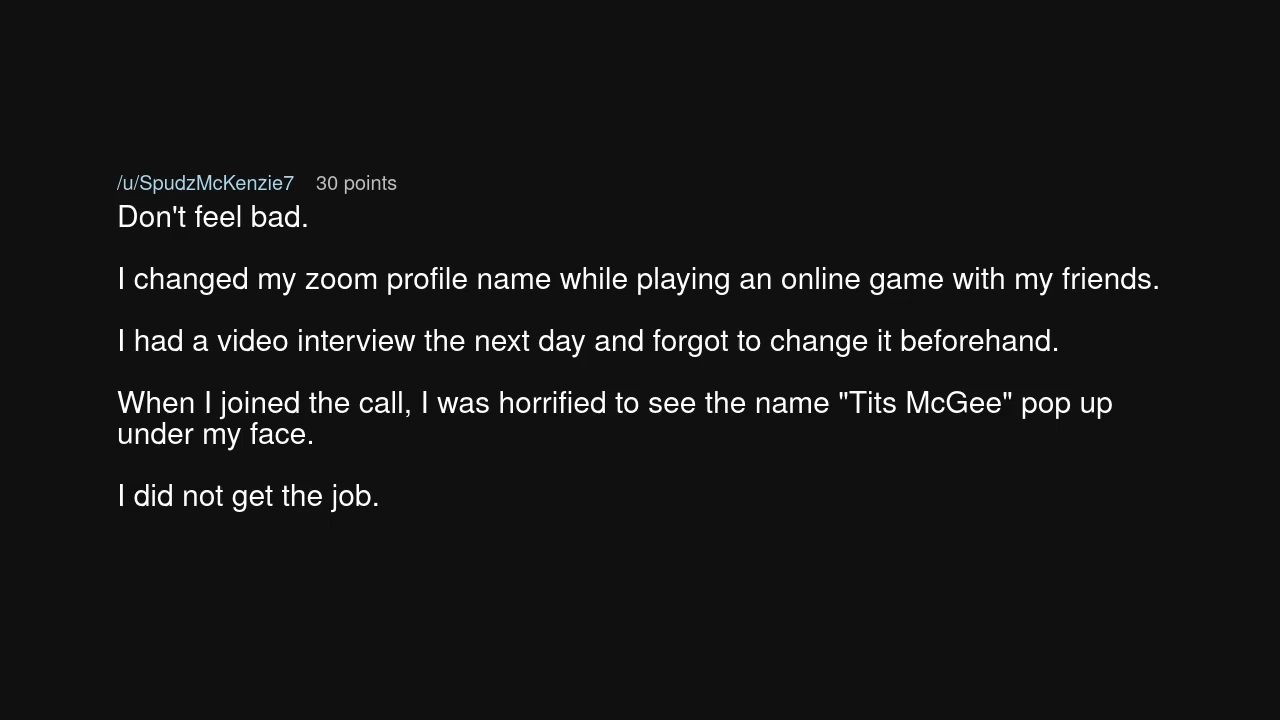 /u/SpudzMcKenzie7 30 points
Don't feel bad.
I changed my zoom profile name while playing an online game with my friends.
I had a video interview the next day and forgot to change it beforehand.
When I joined the call, I was horrified to see the name "Tits McGee" pop up
under my face.
I did not get the job.